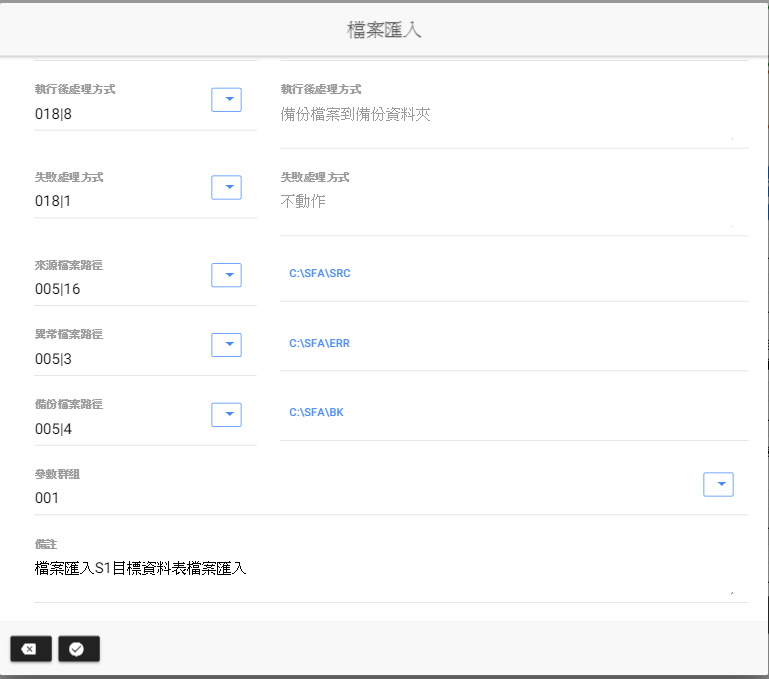 檔案匯入
執行後處理方式
018|8
執行後處理方式
備份檔案到備份資料夾
失敗處理方式
018|1
失敗處理方式
不動作
來源檔案路徑
005|16
C:\SFA\SRC
異常檔案路徑
005|3
C:\SFA\ERR
備份檔案路徑
005|4
C:\SFA\BK
參數群組
001
備註
檔案匯入S1目標資料表檔案匯入